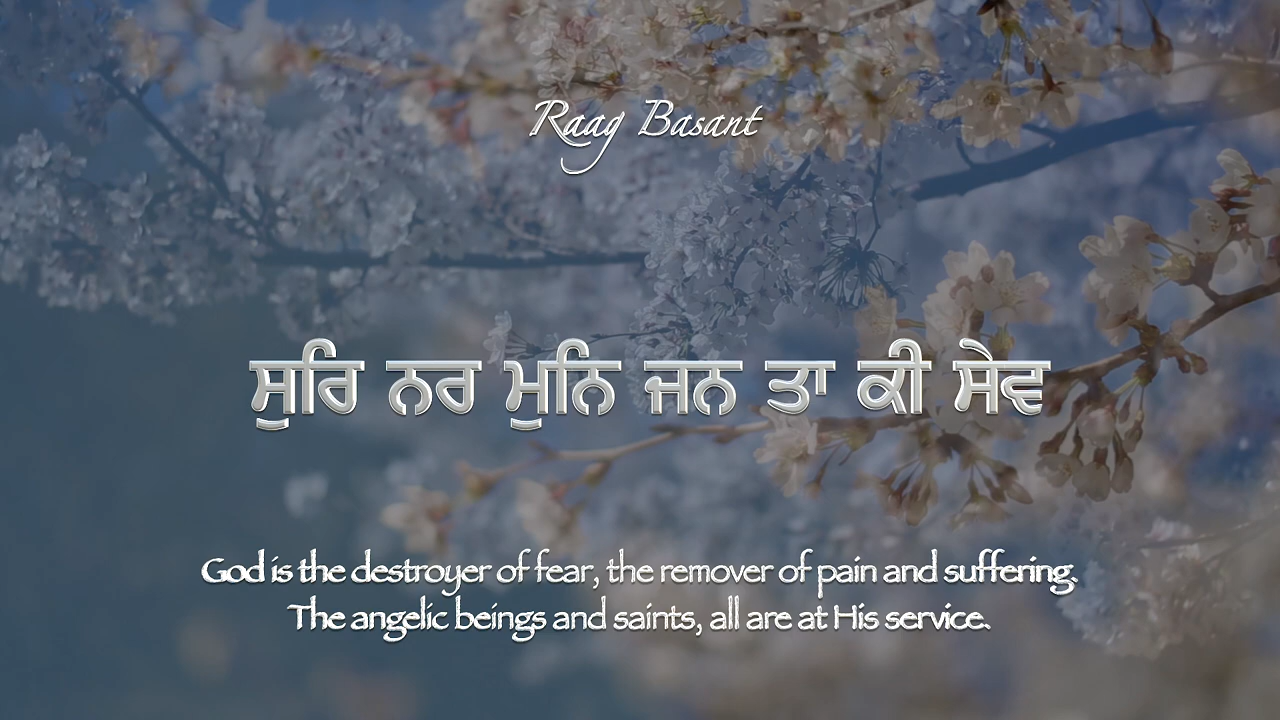 Raag Basant
ਸੁਰਿ ਨਰ ਮੁਨਿ ਜਨ ਤਾ ਕੀ ਸੇਵ
God is the destroyer of fear, the remover of pain and suffering.
The angelic beings and saints, all are at His service.